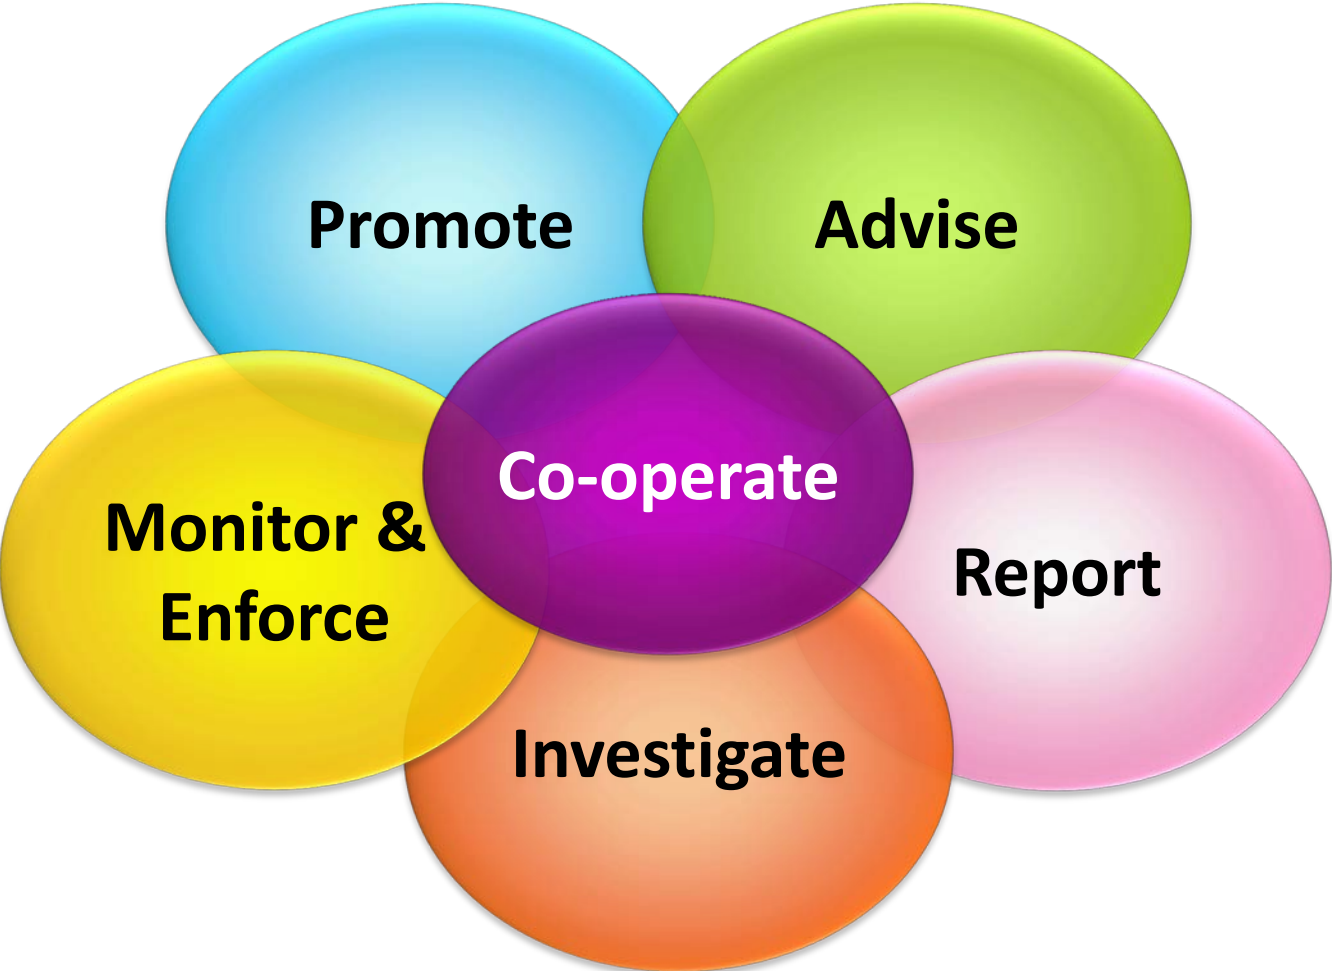 Promote
Advise
Co-operate
Monitor &
Enforce
Report
Investigate